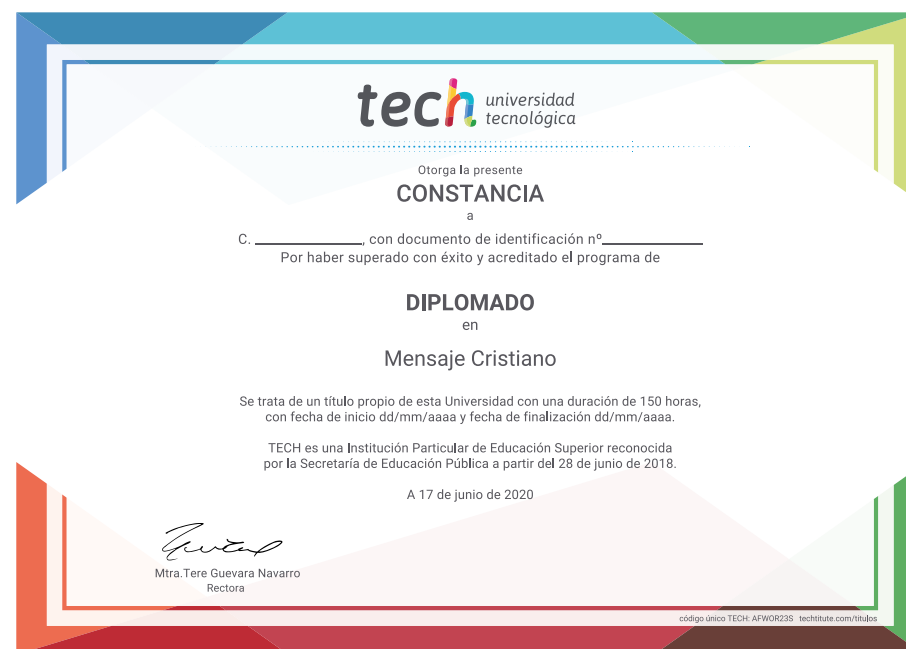 tech universidad
tecnológica
Otorga la presente
CONSTANCIA
a
C. ______________, con documento de identificación nº_____________
Por haber superado con éxito y acreditado el programa de
DIPLOMADO
en
Mensaje Cristiano
Se trata de un título propio de esta Universidad con una duración de 150 horas,
con fecha de inicio dd/mm/aaaa y fecha de finalización dd/mm/aaaa.
TECH es una Institución Particular de Educación Superior reconocida
por la Secretaría de Educación Pública a partir del 28 de junio de 2018.
A 17 de junio de 2020
Mtra.Tere Guevara Navarro
Rectora
código único TECH: AFWOR23S techtitute.com/titulos